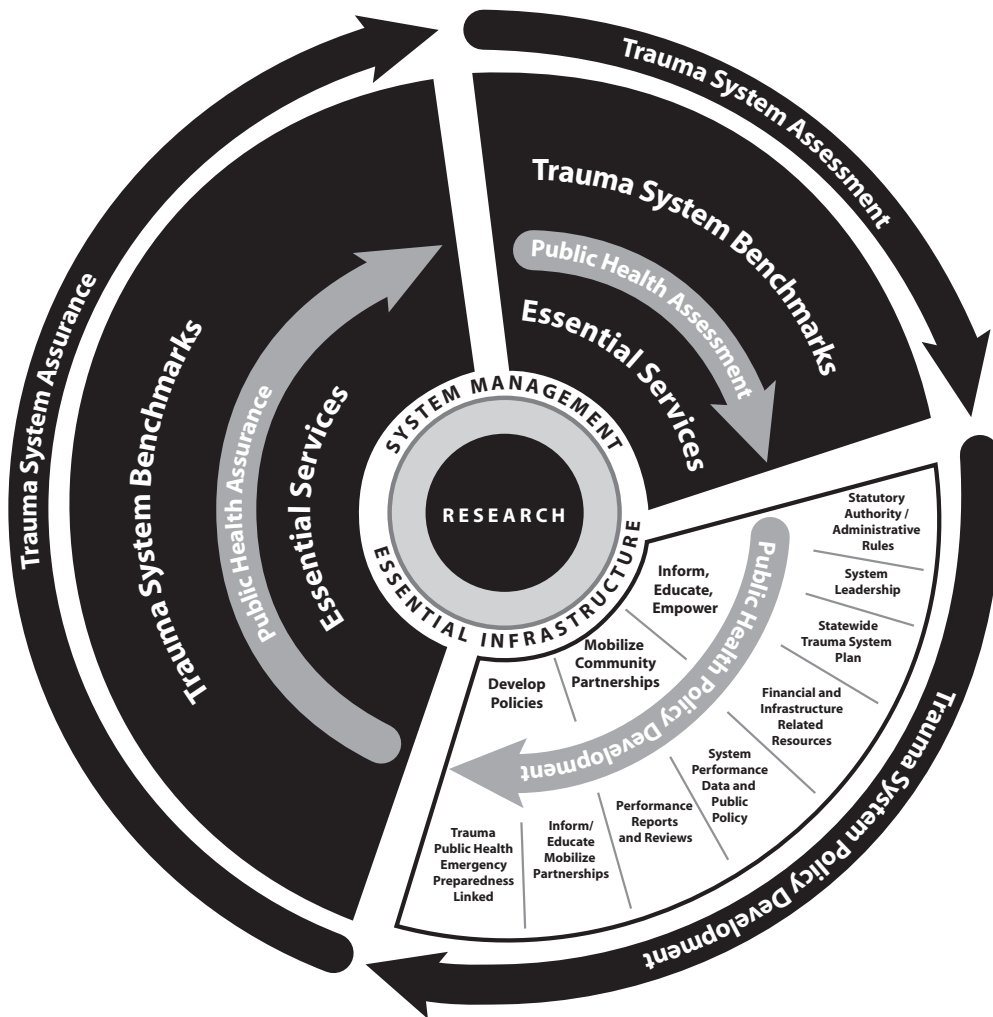 Trauma System Assessment
Trauma System Benchmarks
Public Health Assessment
Essential Services
Trauma System Assurance
Trauma System Benchmarks
Public Health Assurance
Essential Services
SYSTEM MANAGEMENT
RESEARCH
ESSENTIAL INFRASTRUCTURE
Inform,
Educate,
Empower
Mobilize
Community
Partnerships
Develop
Policies
Public Health Policy Development
Statutory
Authority /
Administrative
Rules
System
Leadership
Statewide
Trauma System
Plan
Financial and
Infrastructure
Related
Resources
System
Performance
Data and
Public
Policy
Performance
Reports
and Reviews
Inform/
Educate
Mobilize
Partnerships
Trauma
Public Health
Emergency
Preparedness
Linked
Trauma System Policy Development